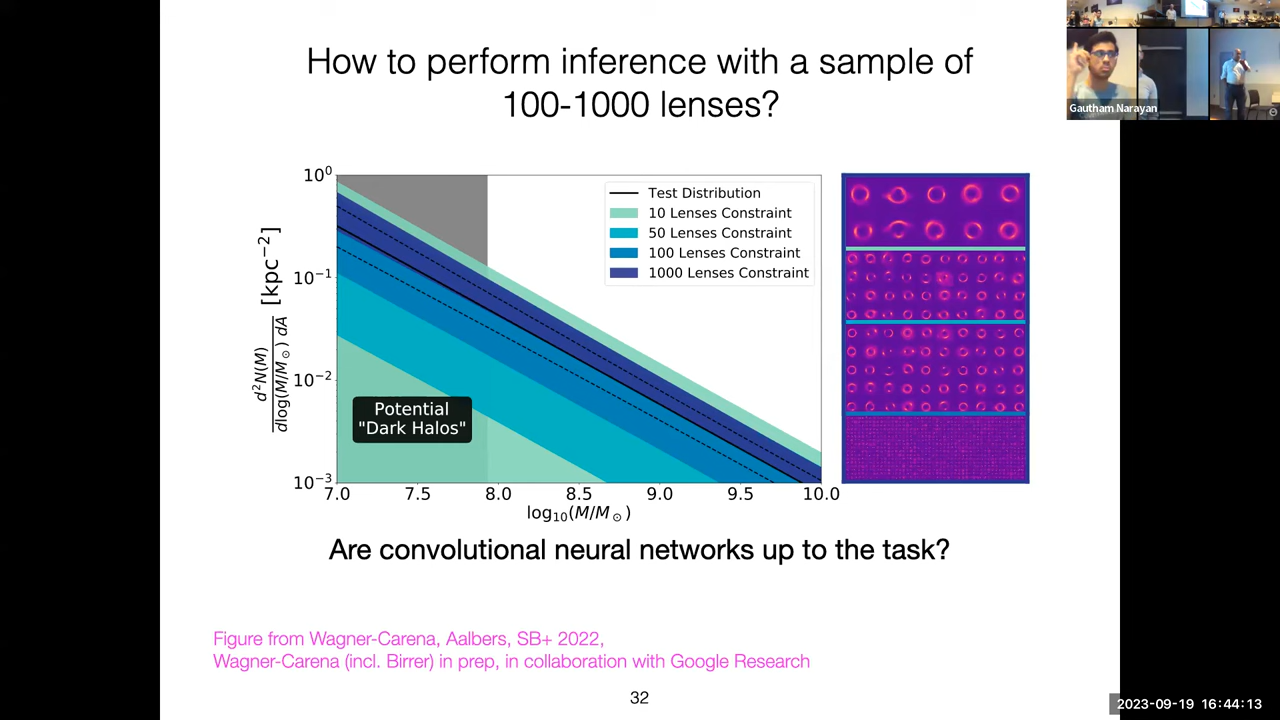 How to perform inference with a sample of
100-1000 lenses?
Gautham Narayan
10⁰
10⁻¹
10⁻²
10⁻³
d²N(M)
dlog(M/M⊙) dA
[kpc⁻²]
Test Distribution
10 Lenses Constraint
50 Lenses Constraint
100 Lenses Constraint
1000 Lenses Constraint
Potential
"Dark Halos"
7.0 7.5 8.0 8.5 9.0 9.5 10.0
log₁₀(M/M⊙)
Are convolutional neural networks up to the task?
Figure from Wagner-Carena, Aalbers, SB+ 2022,
Wagner-Carena (incl. Birrer) in prep, in collaboration with Google Research
32
2023-09-19 16:44:13